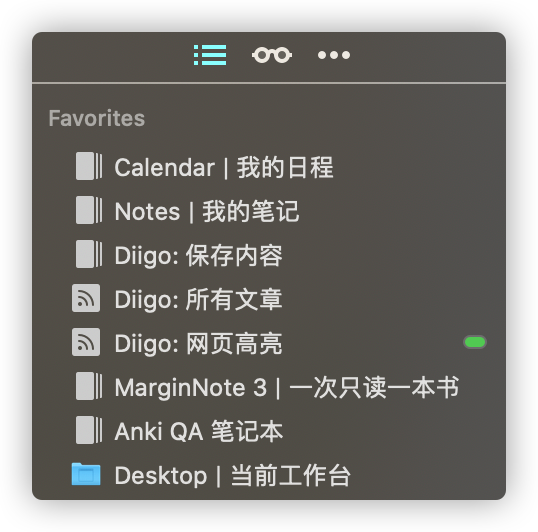 Favorites
Calendar | 我的日程
Notes | 我的笔记
Diigo: 保存内容
Diigo: 所有文章
Diigo: 网页高亮
MarginNote 3 | 一次只读一本书
Anki QA 笔记本
Desktop | 当前工作台